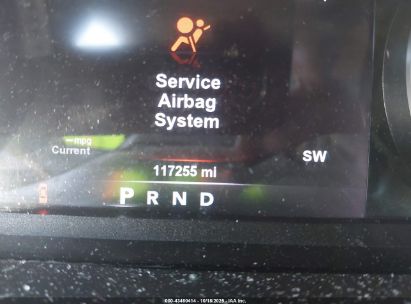 Service
Airbag
System
--mpg
Current
SW
117255 mi
P R N D